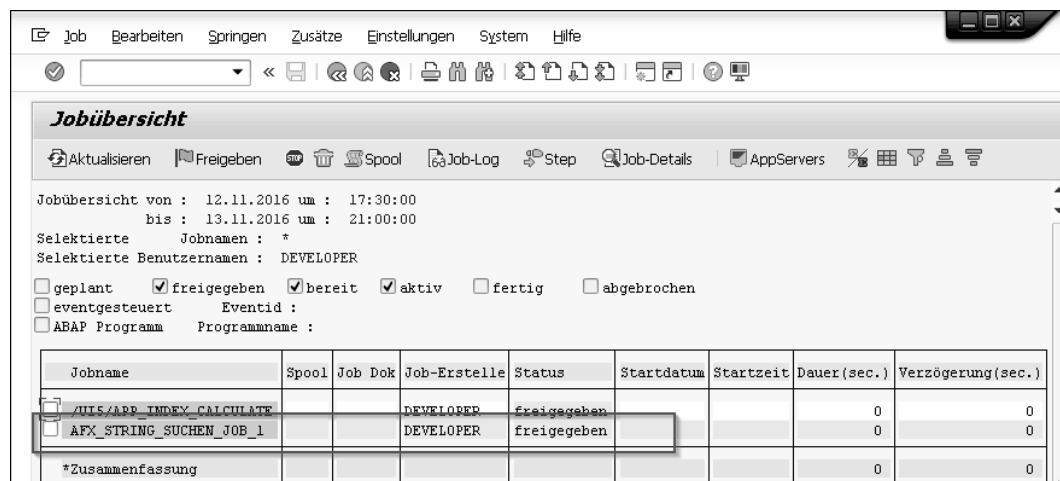 Job Bearbeiten Springen Zusätze Einstellungen System Hilfe
Jobübersicht
Aktualisieren Freigeben STOP Spool Job-Log Step Job-Details AppServers
Jobübersicht von : 12.11.2016 um : 17:30:00
bis : 13.11.2016 um : 21:00:00
Selektierte Jobnamen : *
Selektierte Benutzernamen : DEVELOPER
geplant freigegeben bereit aktiv fertig abgebrochen
eventgesteuert Eventid :
ABAP Programm Programmname :
Jobname Spool Job Dok Job-Erstelle Status Startdatum Startzeit Dauer(sec.) Verzögerung(sec.)
/UI5/APP_INDEX_CALCULATE DEVELOPER freigegeben 0 0
AFX_STRING_SUCHEN_JOB_1 DEVELOPER freigegeben 0 0
*Zusammenfassung 0 0